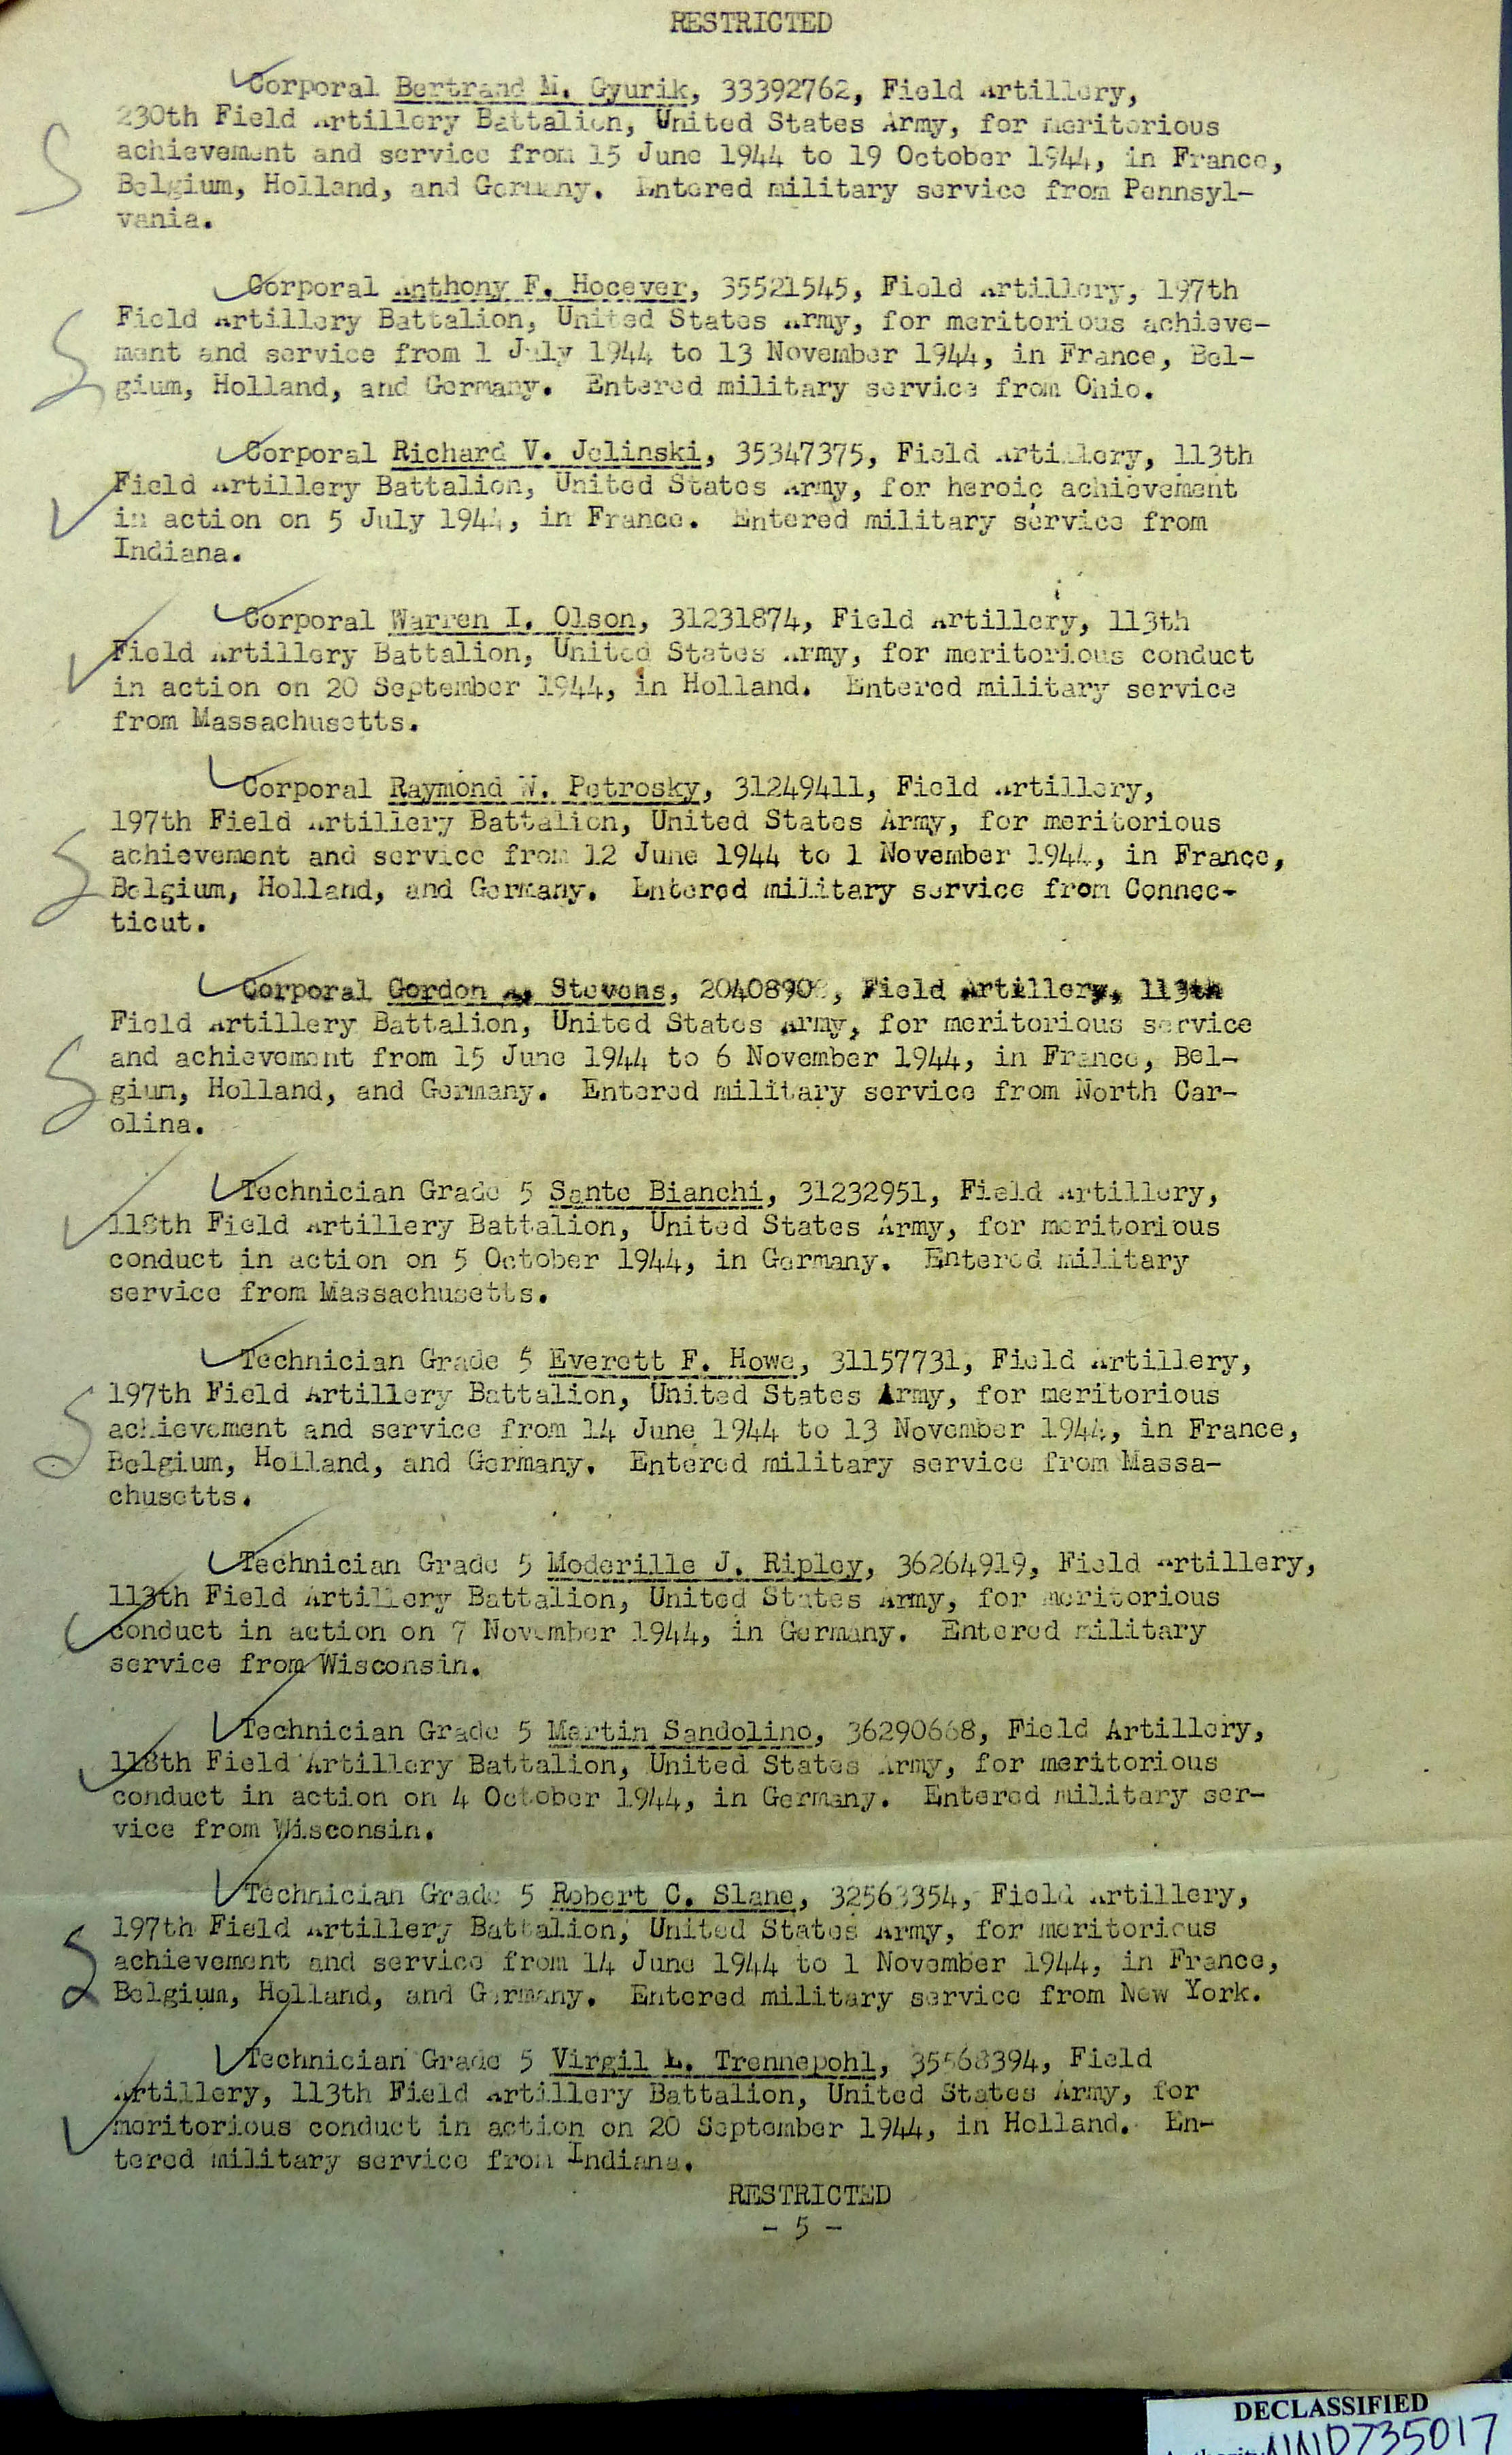 RESTRICTED
Corporal Bertrand M. Gyurik, 33392762, Field Artillery,
230th Field Artillery Battalion, United States Army, for meritorious
achievement and service from 15 June 1944 to 19 October 1944, in France,
Belgium, Holland, and Germany. Entered military service from Pennsyl-
vania.
Corporal Anthony F. Hocever, 35521545, Field Artillery, 197th
Field Artillery Battalion, United States Army, for meritorious achieve-
ment and service from 1 July 1944 to 13 November 1944, in France, Bel-
gium, Holland, and Germany. Entered military service from Ohio.
Corporal Richard V. Jelinski, 35347375, Field Artillery, 113th
Field Artillery Battalion, United States Army, for heroic achievement
in action on 5 July 1944, in France. Entered military service from
Indiana.
Corporal Warren I. Olson, 31231874, Field Artillery, 113th
Field Artillery Battalion, United States Army, for meritorious conduct
in action on 20 September 1944, in Holland. Entered military service
from Massachusetts.
Corporal Raymond W. Petrosky, 31249411, Field Artillery,
197th Field Artillery Battalion, United States Army, for meritorious
achievement and service from 12 June 1944 to 1 November 1944, in France,
Belgium, Holland, and Germany. Entered military service from Connec-
ticut.
Corporal Gordon A. Stevens, Field Artillery, 113th
Field Artillery Battalion, United States Army, for meritorious service
and achievement from 15 June 1944 to 6 November 1944, in France, Bel-
gium, Holland, and Germany. Entered military service from North Car-
olina.
Technician Grade 5 Sante Bianchi, 31232951, Field Artillery,
118th Field Artillery Battalion, United States Army, for meritorious
conduct in action on 5 October 1944, in Germany. Entered military
service from Massachusetts.
Technician Grade 5 Everett F. Howe, 31157731, Field Artillery,
197th Field Artillery Battalion, United States Army, for meritorious
achievement and service from 14 June 1944 to 13 November 1944, in France,
Belgium, Holland, and Germany. Entered military service from Massa-
chusetts.
Technician Grade 5 Moderille J. Ripley, 36264919, Field Artillery,
113th Field Artillery Battalion, United States Army, for meritorious
conduct in action on 7 November 1944, in Germany. Entered military
service from Wisconsin.
Technician Grade 5 Martin Sandolino, 36290668, Field Artillery,
118th Field Artillery Battalion, United States Army, for meritorious
conduct in action on 4 October 1944, in Germany. Entered military ser-
vice from Wisconsin.
Technician Grade 5 Robert C. Slane, 32563354, Field Artillery,
197th Field Artillery Battalion, United States Army, for meritorious
achievement and service from 14 June 1944 to 1 November 1944, in France,
Belgium, Holland, and Germany. Entered military service from New York.
Technician Grade 5 Virgil L. Trennepohl, 35568394, Field
Artillery, 113th Field Artillery Battalion, United States Army, for
meritorious conduct in action on 20 September 1944, in Holland. En-
tered military service from Indiana.
RESTRICTED
- 5 -
DECLASSIFIED
NND735017